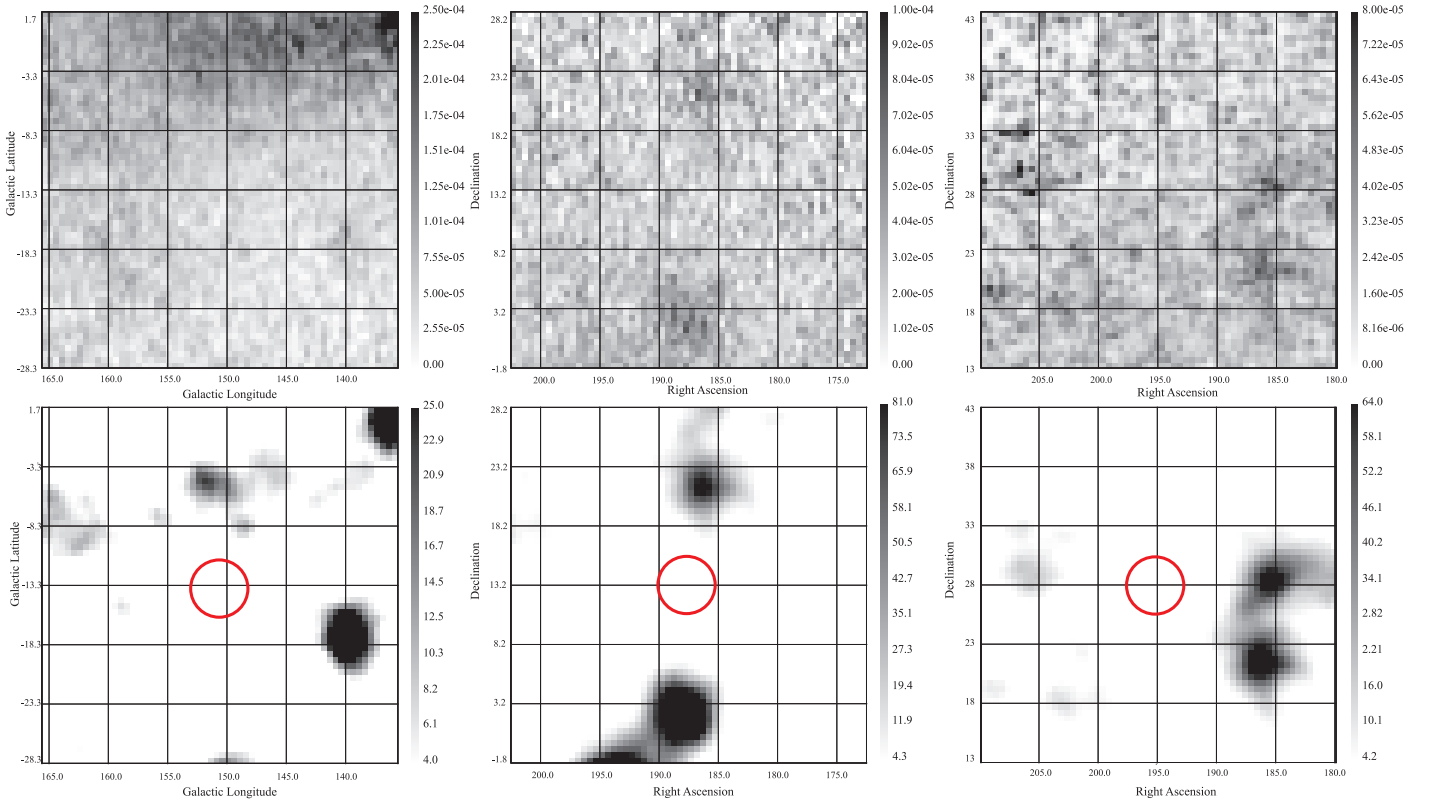 1.7
-3.3
-8.3
-13.3
-18.3
-23.3
-28.3
Galactic Latitude
165.0 160.0 155.0 150.0 145.0 140.0
Galactic Longitude
2.50e-04
2.25e-04
2.01e-04
1.75e-04
1.51e-04
1.25e-04
1.01e-04
7.55e-05
5.00e-05
2.55e-05
0.00
28.2
23.2
18.2
13.2
8.2
3.2
-1.8
Declination
200.0 195.0 190.0 185.0 180.0 175.0
Right Ascension
1.00e-04
9.02e-05
8.04e-05
7.04e-05
6.04e-05
5.02e-05
4.04e-05
3.02e-05
2.00e-05
1.02e-05
0.00
43
38
33
28
23
18
13
Declination
205.0 200.0 195.0 190.0 185.0 180.0
Right Ascension
8.00e-05
7.22e-05
6.43e-05
5.62e-05
4.83e-05
4.02e-05
3.23e-05
2.42e-05
1.60e-05
8.16e-06
0.00
1.7
-3.3
-8.3
-13.3
-18.3
-23.3
-28.3
Galactic Latitude
165.0 160.0 155.0 150.0 145.0 140.0
Galactic Longitude
25.0
22.9
20.9
18.7
16.7
14.5
12.5
10.3
8.2
6.1
4.0
28.2
23.2
18.2
13.2
8.2
3.2
-1.8
Declination
200.0 195.0 190.0 185.0 180.0 175.0
Right Ascension
81.0
73.5
65.9
58.1
50.5
42.7
35.1
27.3
19.4
11.9
4.3
43
38
33
28
23
18
13
Declination
205.0 200.0 195.0 190.0 185.0 180.0
Right Ascension
64.0
58.1
52.2
46.1
40.2
34.1
2.82
2.21
16.0
10.1
4.2